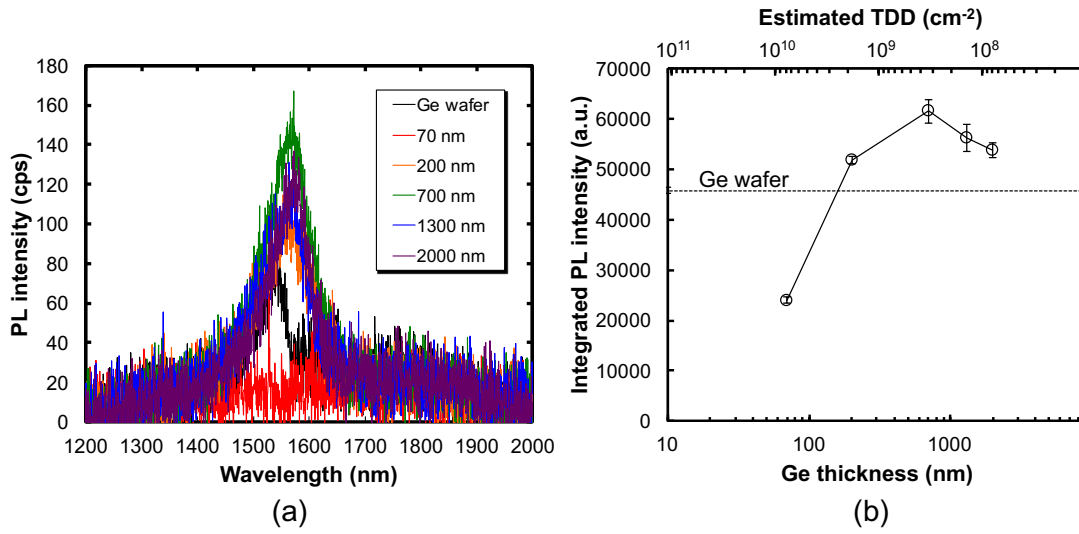 180
160
140
120
100
80
60
40
20
0
PL intensity (cps)
1200 1300 1400 1500 1600 1700 1800 1900 2000
Wavelength (nm)
Ge wafer
70 nm
200 nm
700 nm
1300 nm
2000 nm
(a)
Estimated TDD (cm-2)
10¹¹ 10¹⁰ 10⁹ 10⁸
70000
60000
50000
40000
30000
20000
10000
0
Integrated PL intensity (a.u.)
Ge wafer
10 100 1000
Ge thickness (nm)
(b)